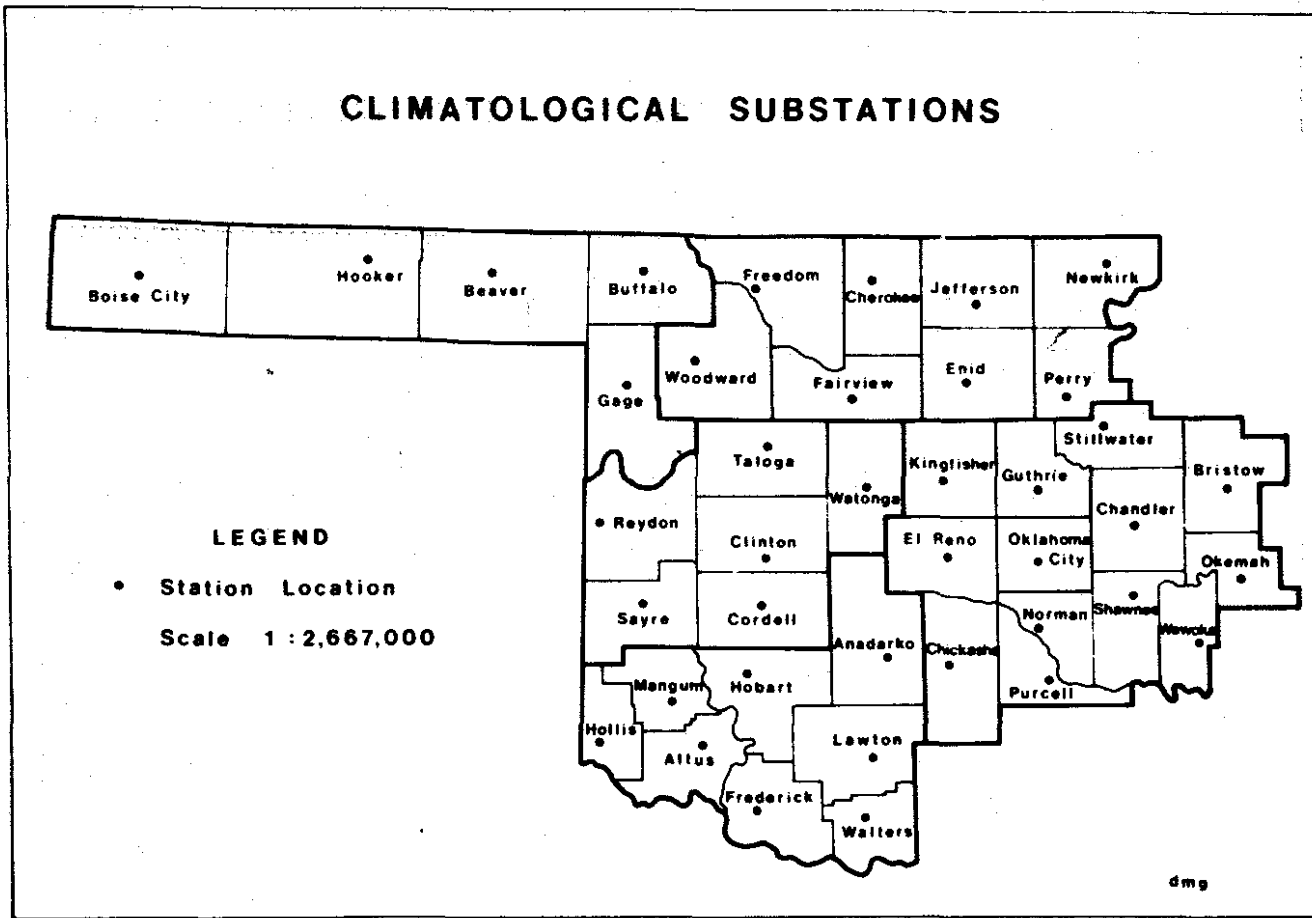 CLIMATOLOGICAL SUBSTATIONS
Boise City
Hooker
Beaver
Buffalo
Freedom
Cherokee
Jefferson
Newkirk
Gage
Woodward
Fairview
Enid
Perry
Taloga
Watonga
Kingfisher
Guthrie
Stillwater
Bristow
Reydon
Clinton
El Reno
Oklahoma
City
Chandler
Okemah
LEGEND
• Station Location
Scale 1 : 2,667,000
Sayre
Cordell
Anadarko
Chickasha
Norman
Shawnee
Wewoka
Purcell
Mangum
Hobart
Hollis
Altus
Lawton
Frederick
Walters
dmg